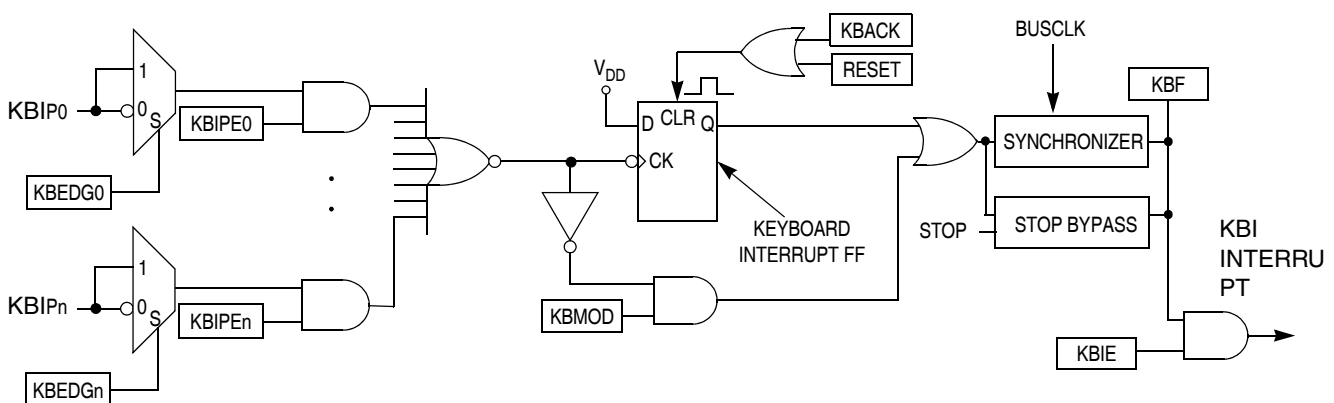 KBACK
RESET
BUSCLK
VDD
KBF
1
KBIP0
0
S
KBIPE0
D CLR Q
CK
SYNCHRONIZER
KBEDG0
STOP BYPASS
STOP
KEYBOARD
INTERRUPT FF
KBI
INTERRU
PT
1
KBIPn
0
S
KBIPEn
KBMOD
KBIE
KBEDGn